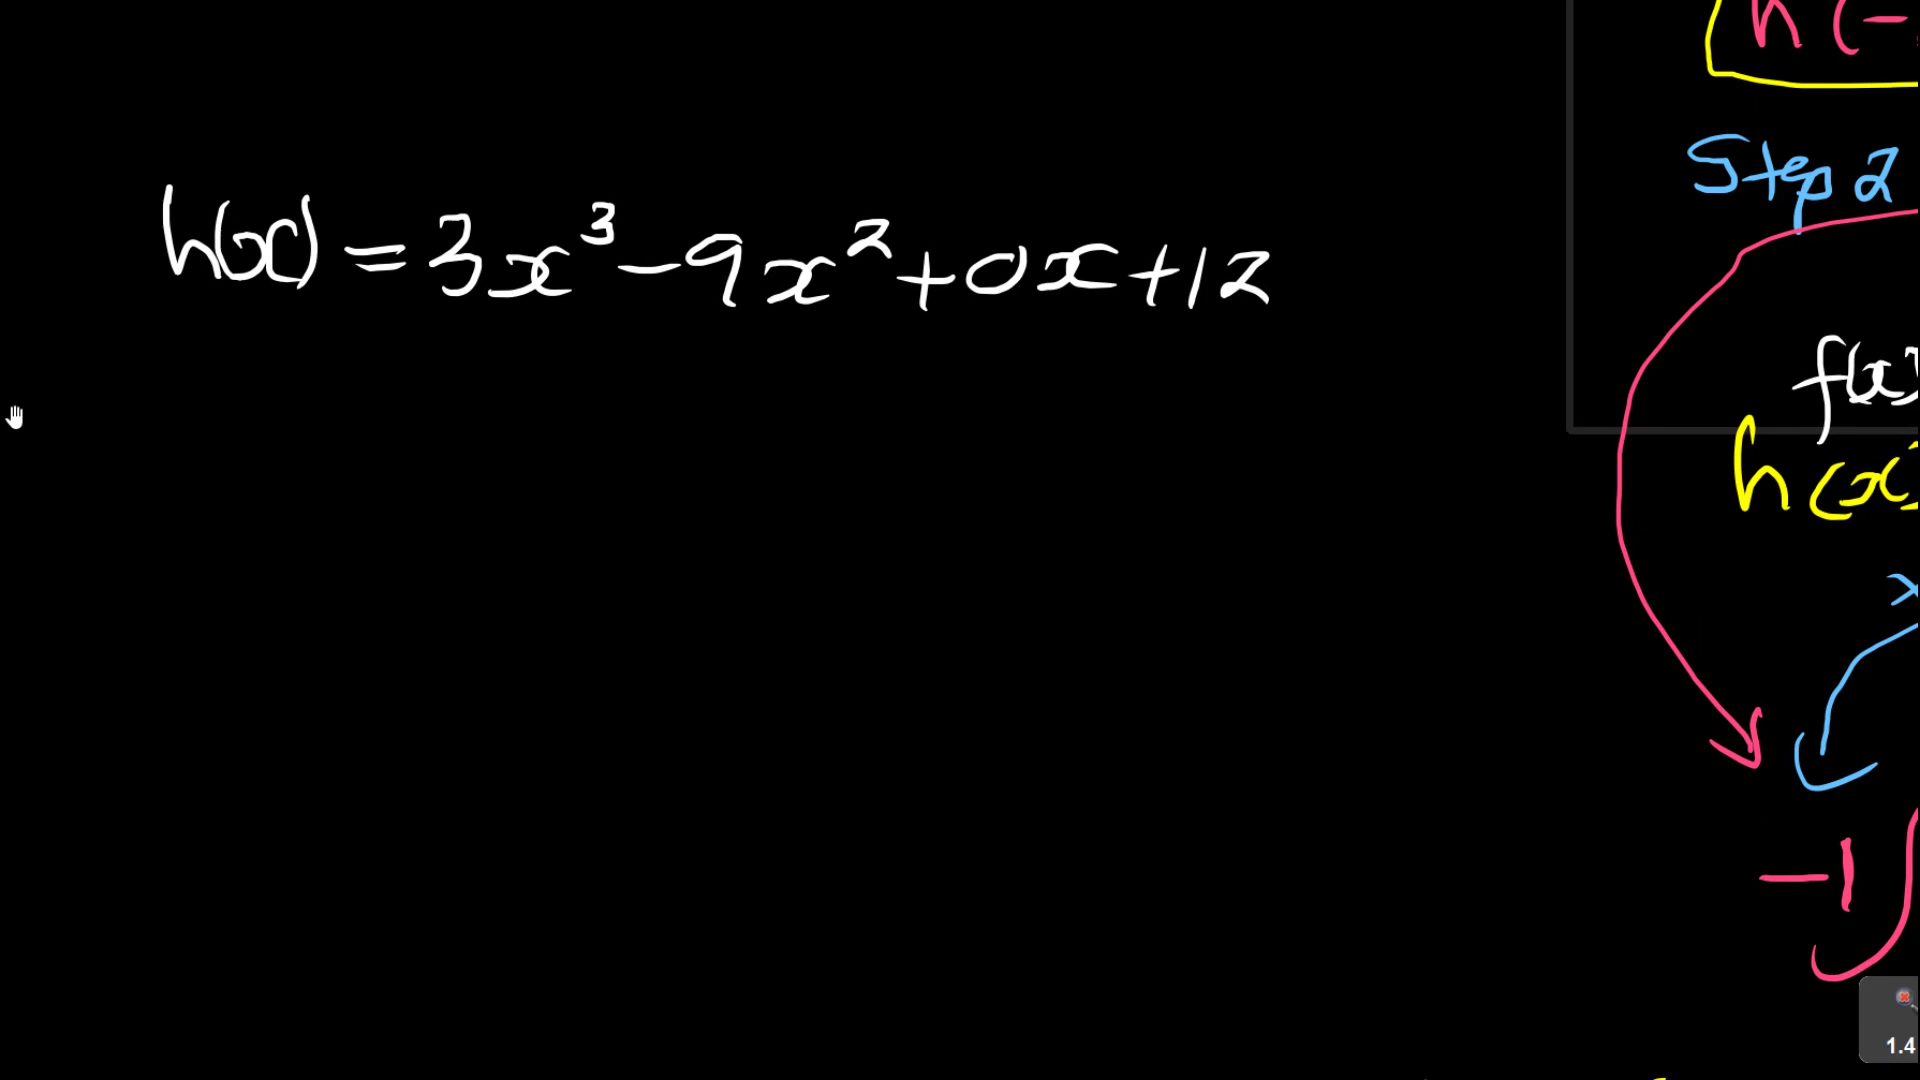 h(x) = 3x³ - 9x² + 0x + 12
h(-
Step 2
f(x)
h(x)
x
-1
1.4